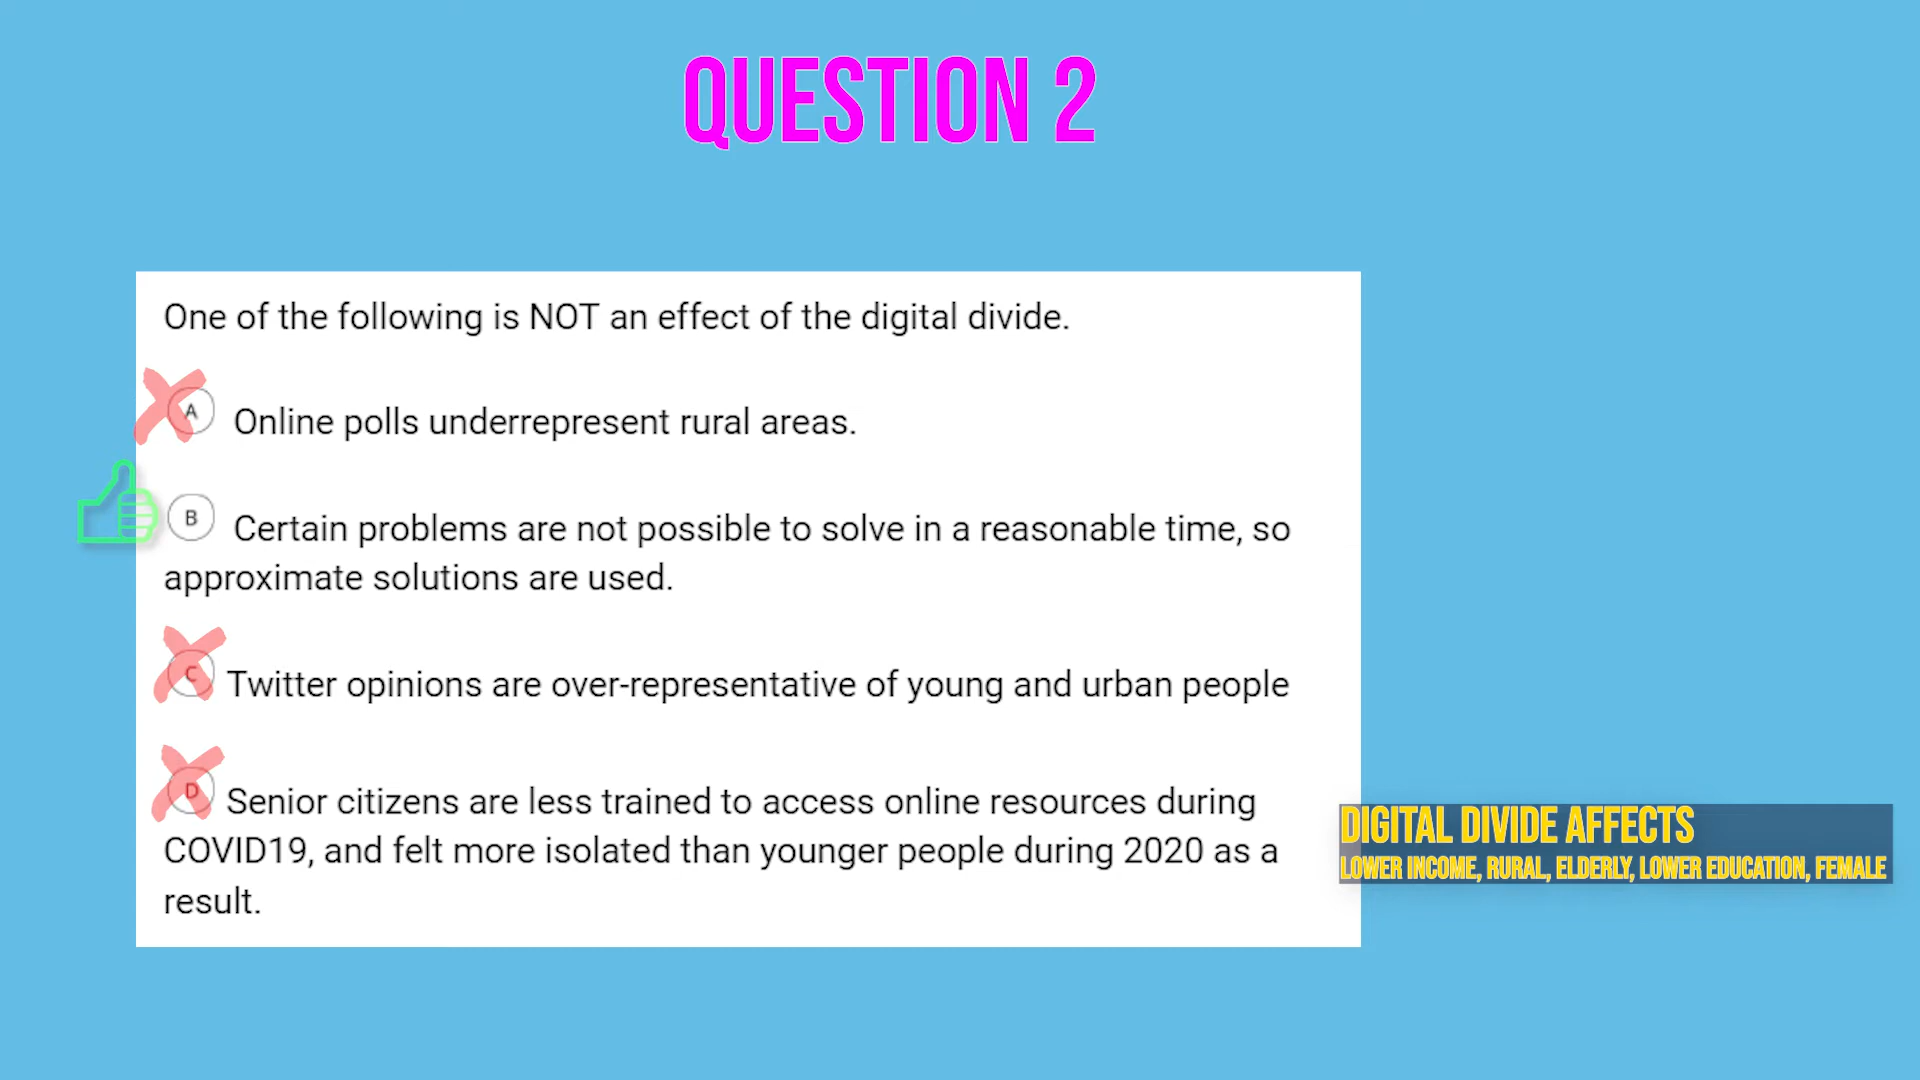 QUESTION 2
One of the following is NOT an effect of the digital divide.
A Online polls underrepresent rural areas.
B Certain problems are not possible to solve in a reasonable time, so
approximate solutions are used.
C Twitter opinions are over-representative of young and urban people
D Senior citizens are less trained to access online resources during
COVID19, and felt more isolated than younger people during 2020 as a
result.
DIGITAL DIVIDE AFFECTS
LOWER INCOME, RURAL, ELDERLY, LOWER EDUCATION, FEMALE